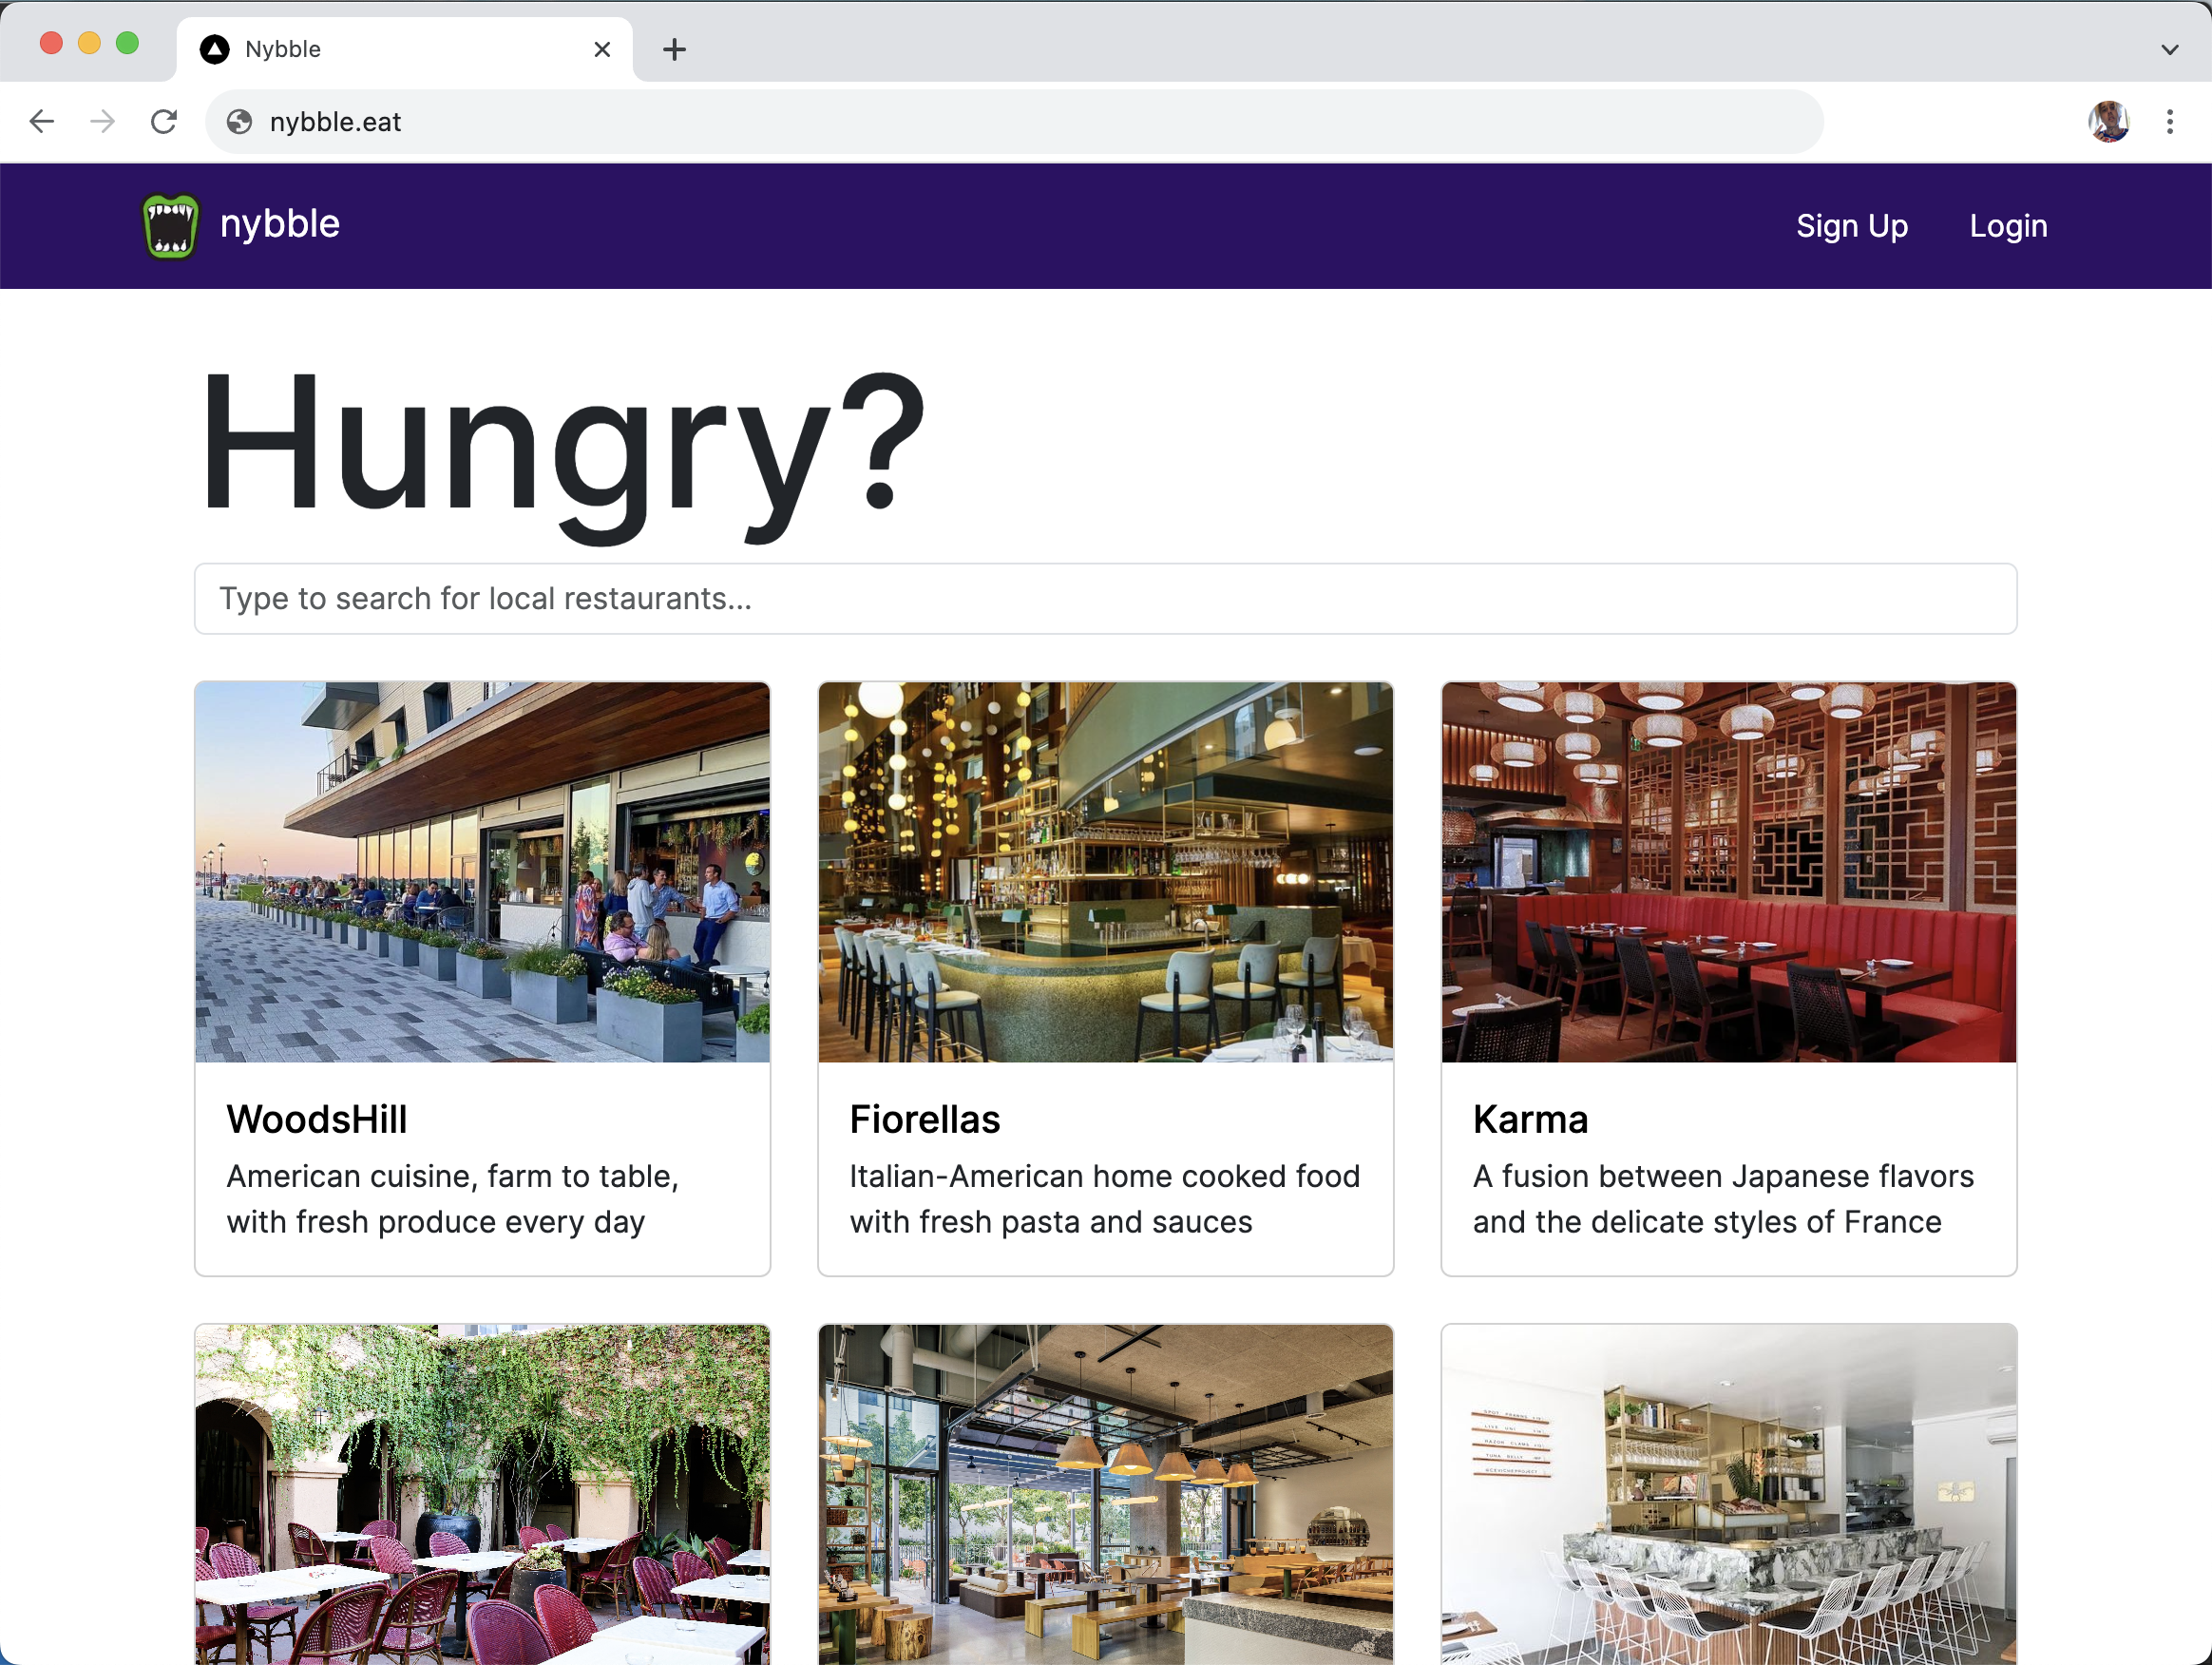 Nybble
nybble.eat
nybble
Sign Up
Login
Hungry?
Type to search for local restaurants...
WoodsHill
American cuisine, farm to table,
with fresh produce every day
Fiorellas
Italian-American home cooked food
with fresh pasta and sauces
Karma
A fusion between Japanese flavors
and the delicate styles of France